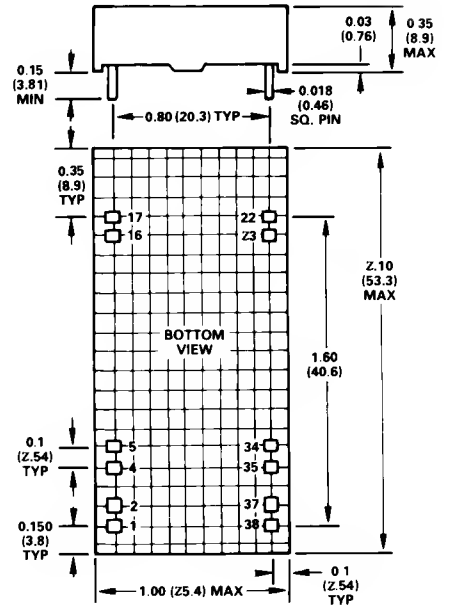 0.03
(0.76)
0.35
(8.9)
MAX
0.15
(3.81)
MIN
0.80 (20.3) TYP
0.018
(0.46)
SQ. PIN
0.35
(8.9)
TYP
17
22
16
Z3
Z.10
(53.3)
MAX
BOTTOM
VIEW
1.60
(40.6)
0.1
(Z.54)
TYP
5
34
4
35
2
37
1
38
0.150
(3.8)
TYP
1.00 (Z5.4) MAX
0 1
(Z.54)
TYP